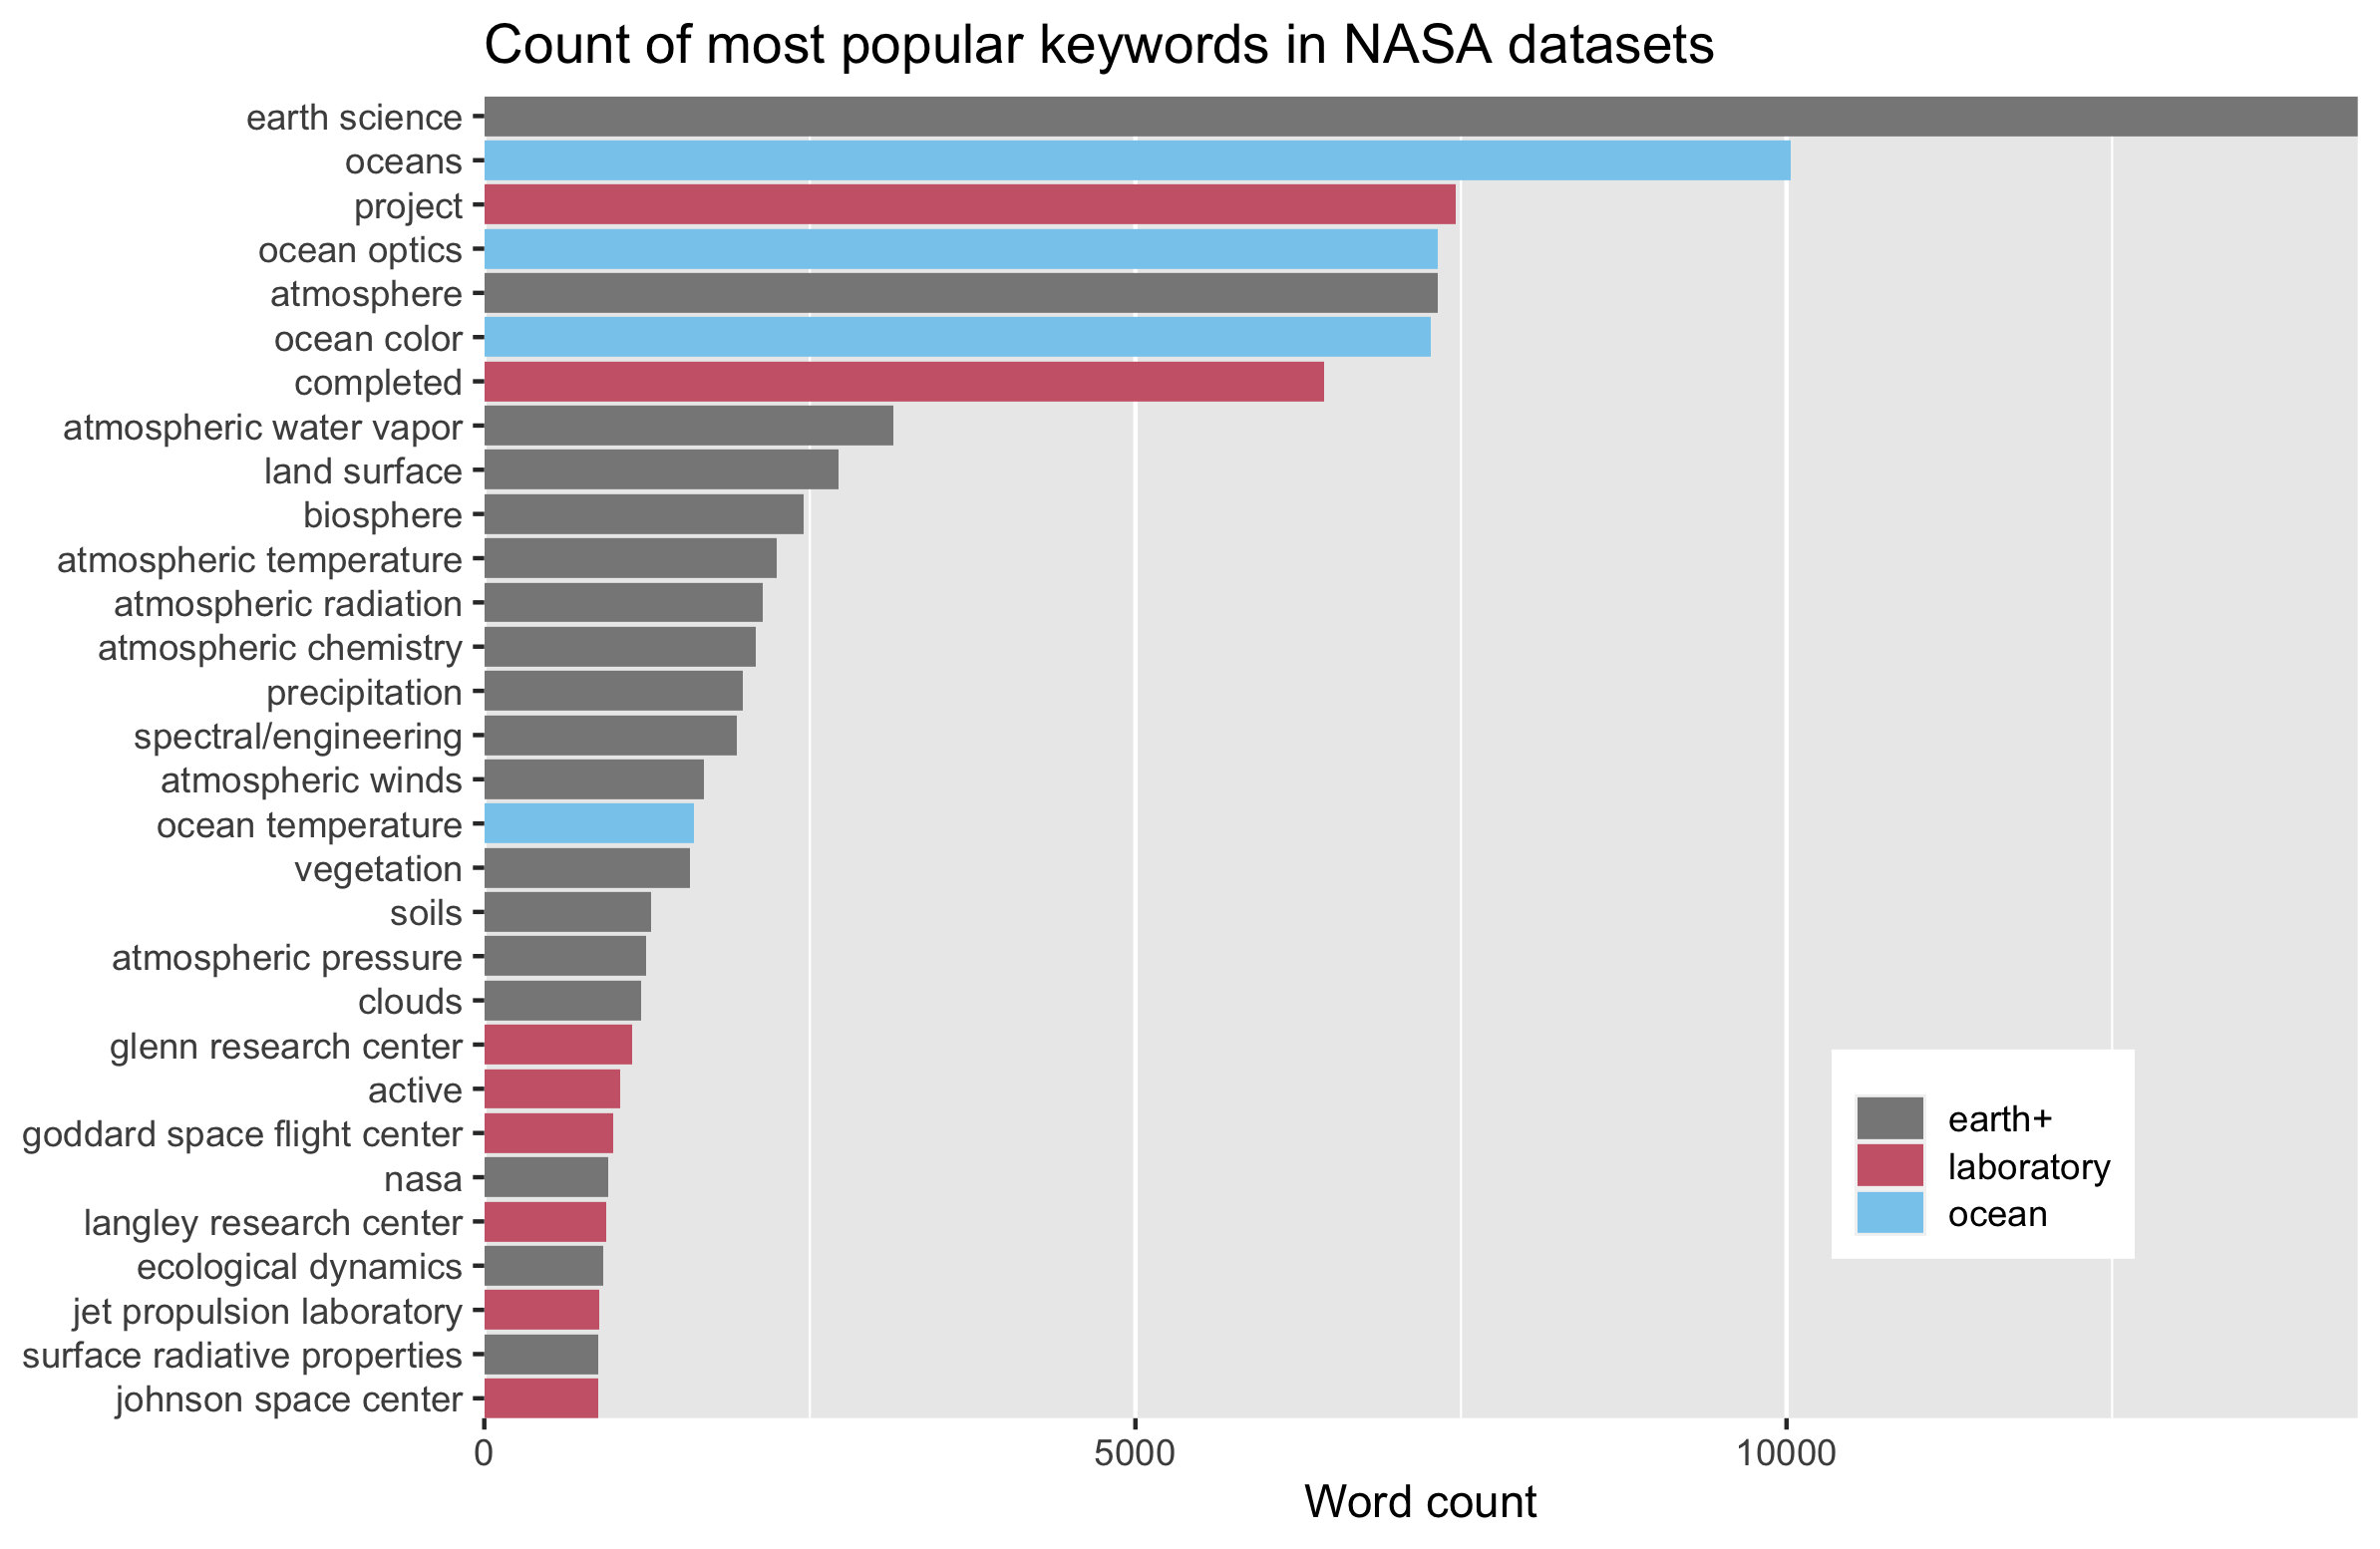 Count of most popular keywords in NASA datasets
earth science
oceans
project
ocean optics
atmosphere
ocean color
completed
atmospheric water vapor
land surface
biosphere
atmospheric temperature
atmospheric radiation
atmospheric chemistry
precipitation
spectral/engineering
atmospheric winds
ocean temperature
vegetation
soils
atmospheric pressure
clouds
glenn research center
active
goddard space flight center
nasa
langley research center
ecological dynamics
jet propulsion laboratory
surface radiative properties
johnson space center
earth+
laboratory
ocean
0 5000 10000
Word count